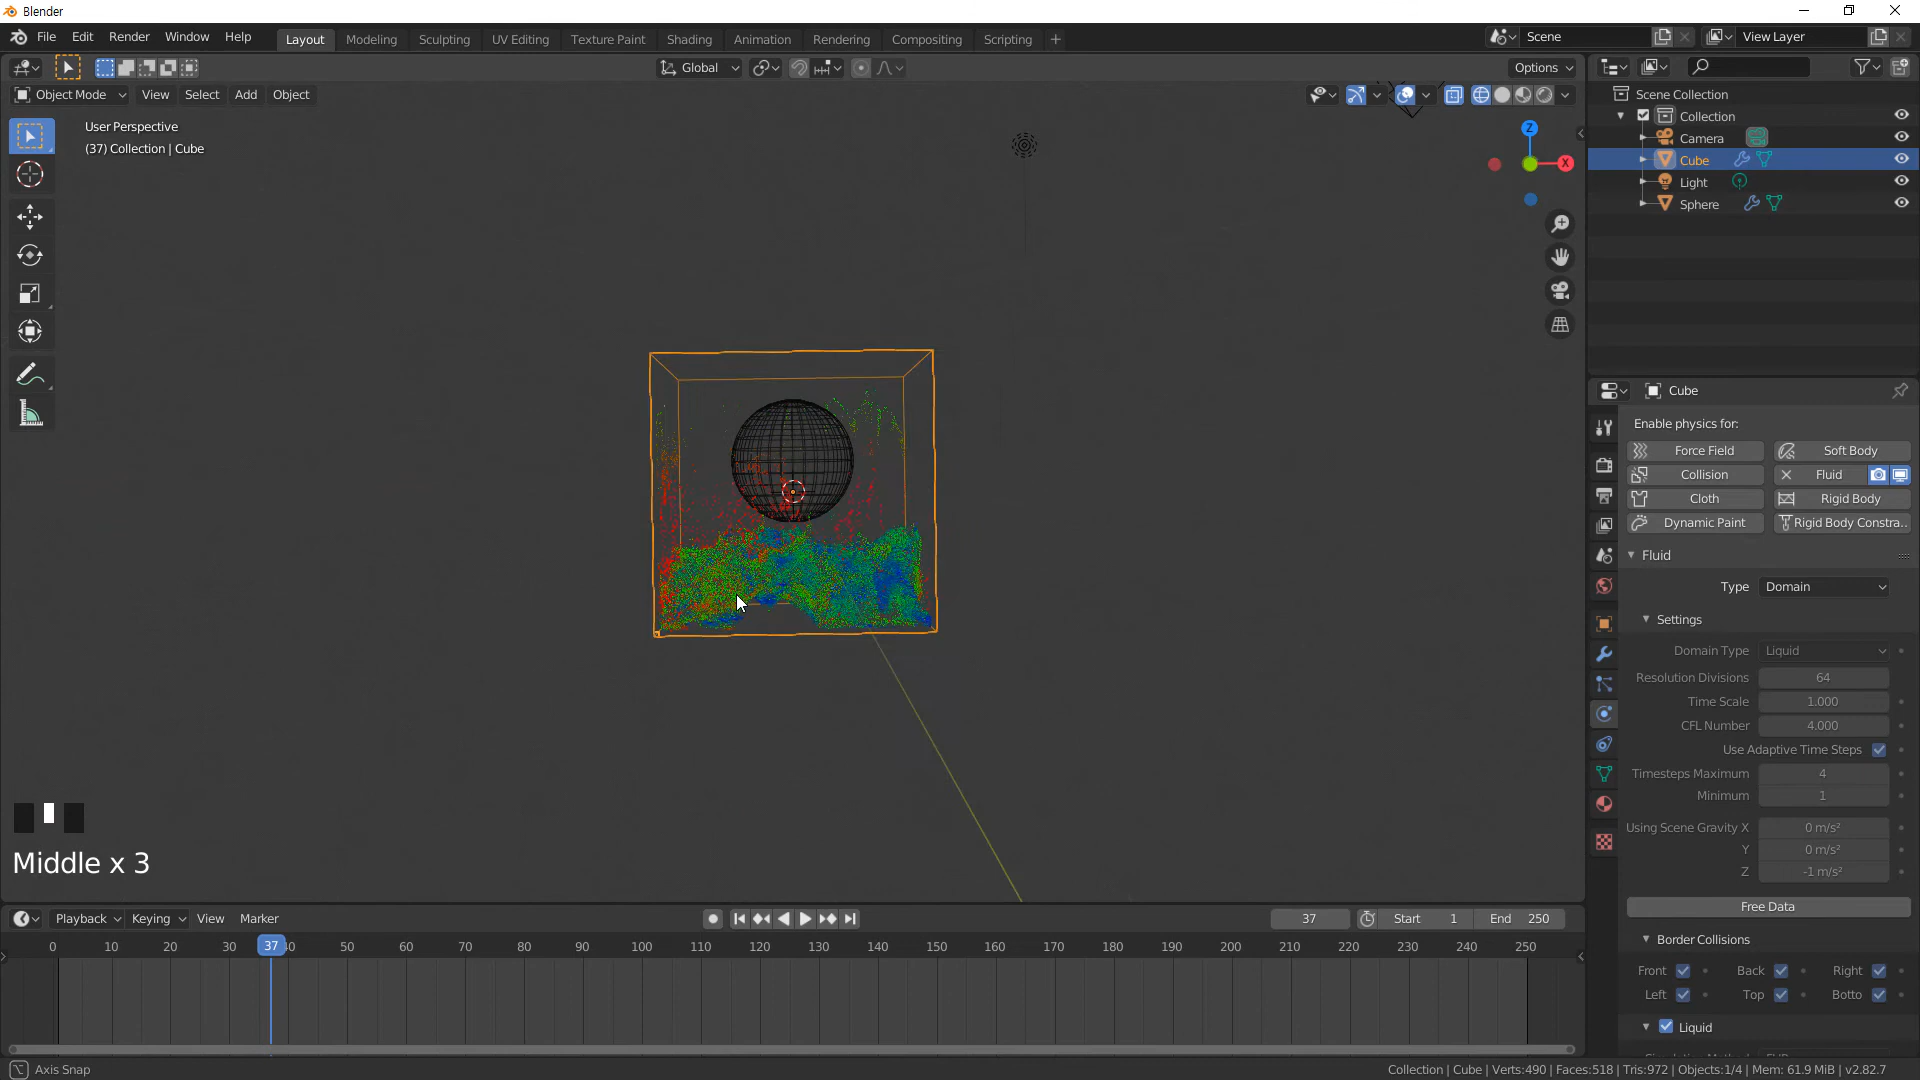 Blender
File Edit Render Window Help Layout Modeling Sculpting UV Editing Texture Paint Shading Animation Rendering Compositing Scripting + Scene View Layer
Global Options
Object Mode View Select Add Object
User Perspective
(37) Collection | Cube
Z
X
Scene Collection
Collection
Camera
Cube
Light
Sphere
Cube
Enable physics for:
Force Field Soft Body
Collision Fluid
Cloth Rigid Body
Dynamic Paint Rigid Body Constra..
Fluid
Type Domain
Settings
Domain Type Liquid
Resolution Divisions 64
Time Scale 1.000
CFL Number 4.000
Use Adaptive Time Steps
Timesteps Maximum 4
Minimum 1
Using Scene Gravity X 0 m/s²
Y 0 m/s²
Z -1 m/s²
Free Data
Border Collisions
Front Back Right
Left Top Botto
Liquid
Middle x 3
Playback Keying View Marker 37 Start 1 End 250
0 10 20 30 37 40 50 60 70 80 90 100 110 120 130 140 150 160 170 180 190 200 210 220 230 240 250
Axis Snap
Collection | Cube | Verts:490 | Faces:518 | Tris:972 | Objects:1/4 | Mem: 61.9 MiB | v2.82.7